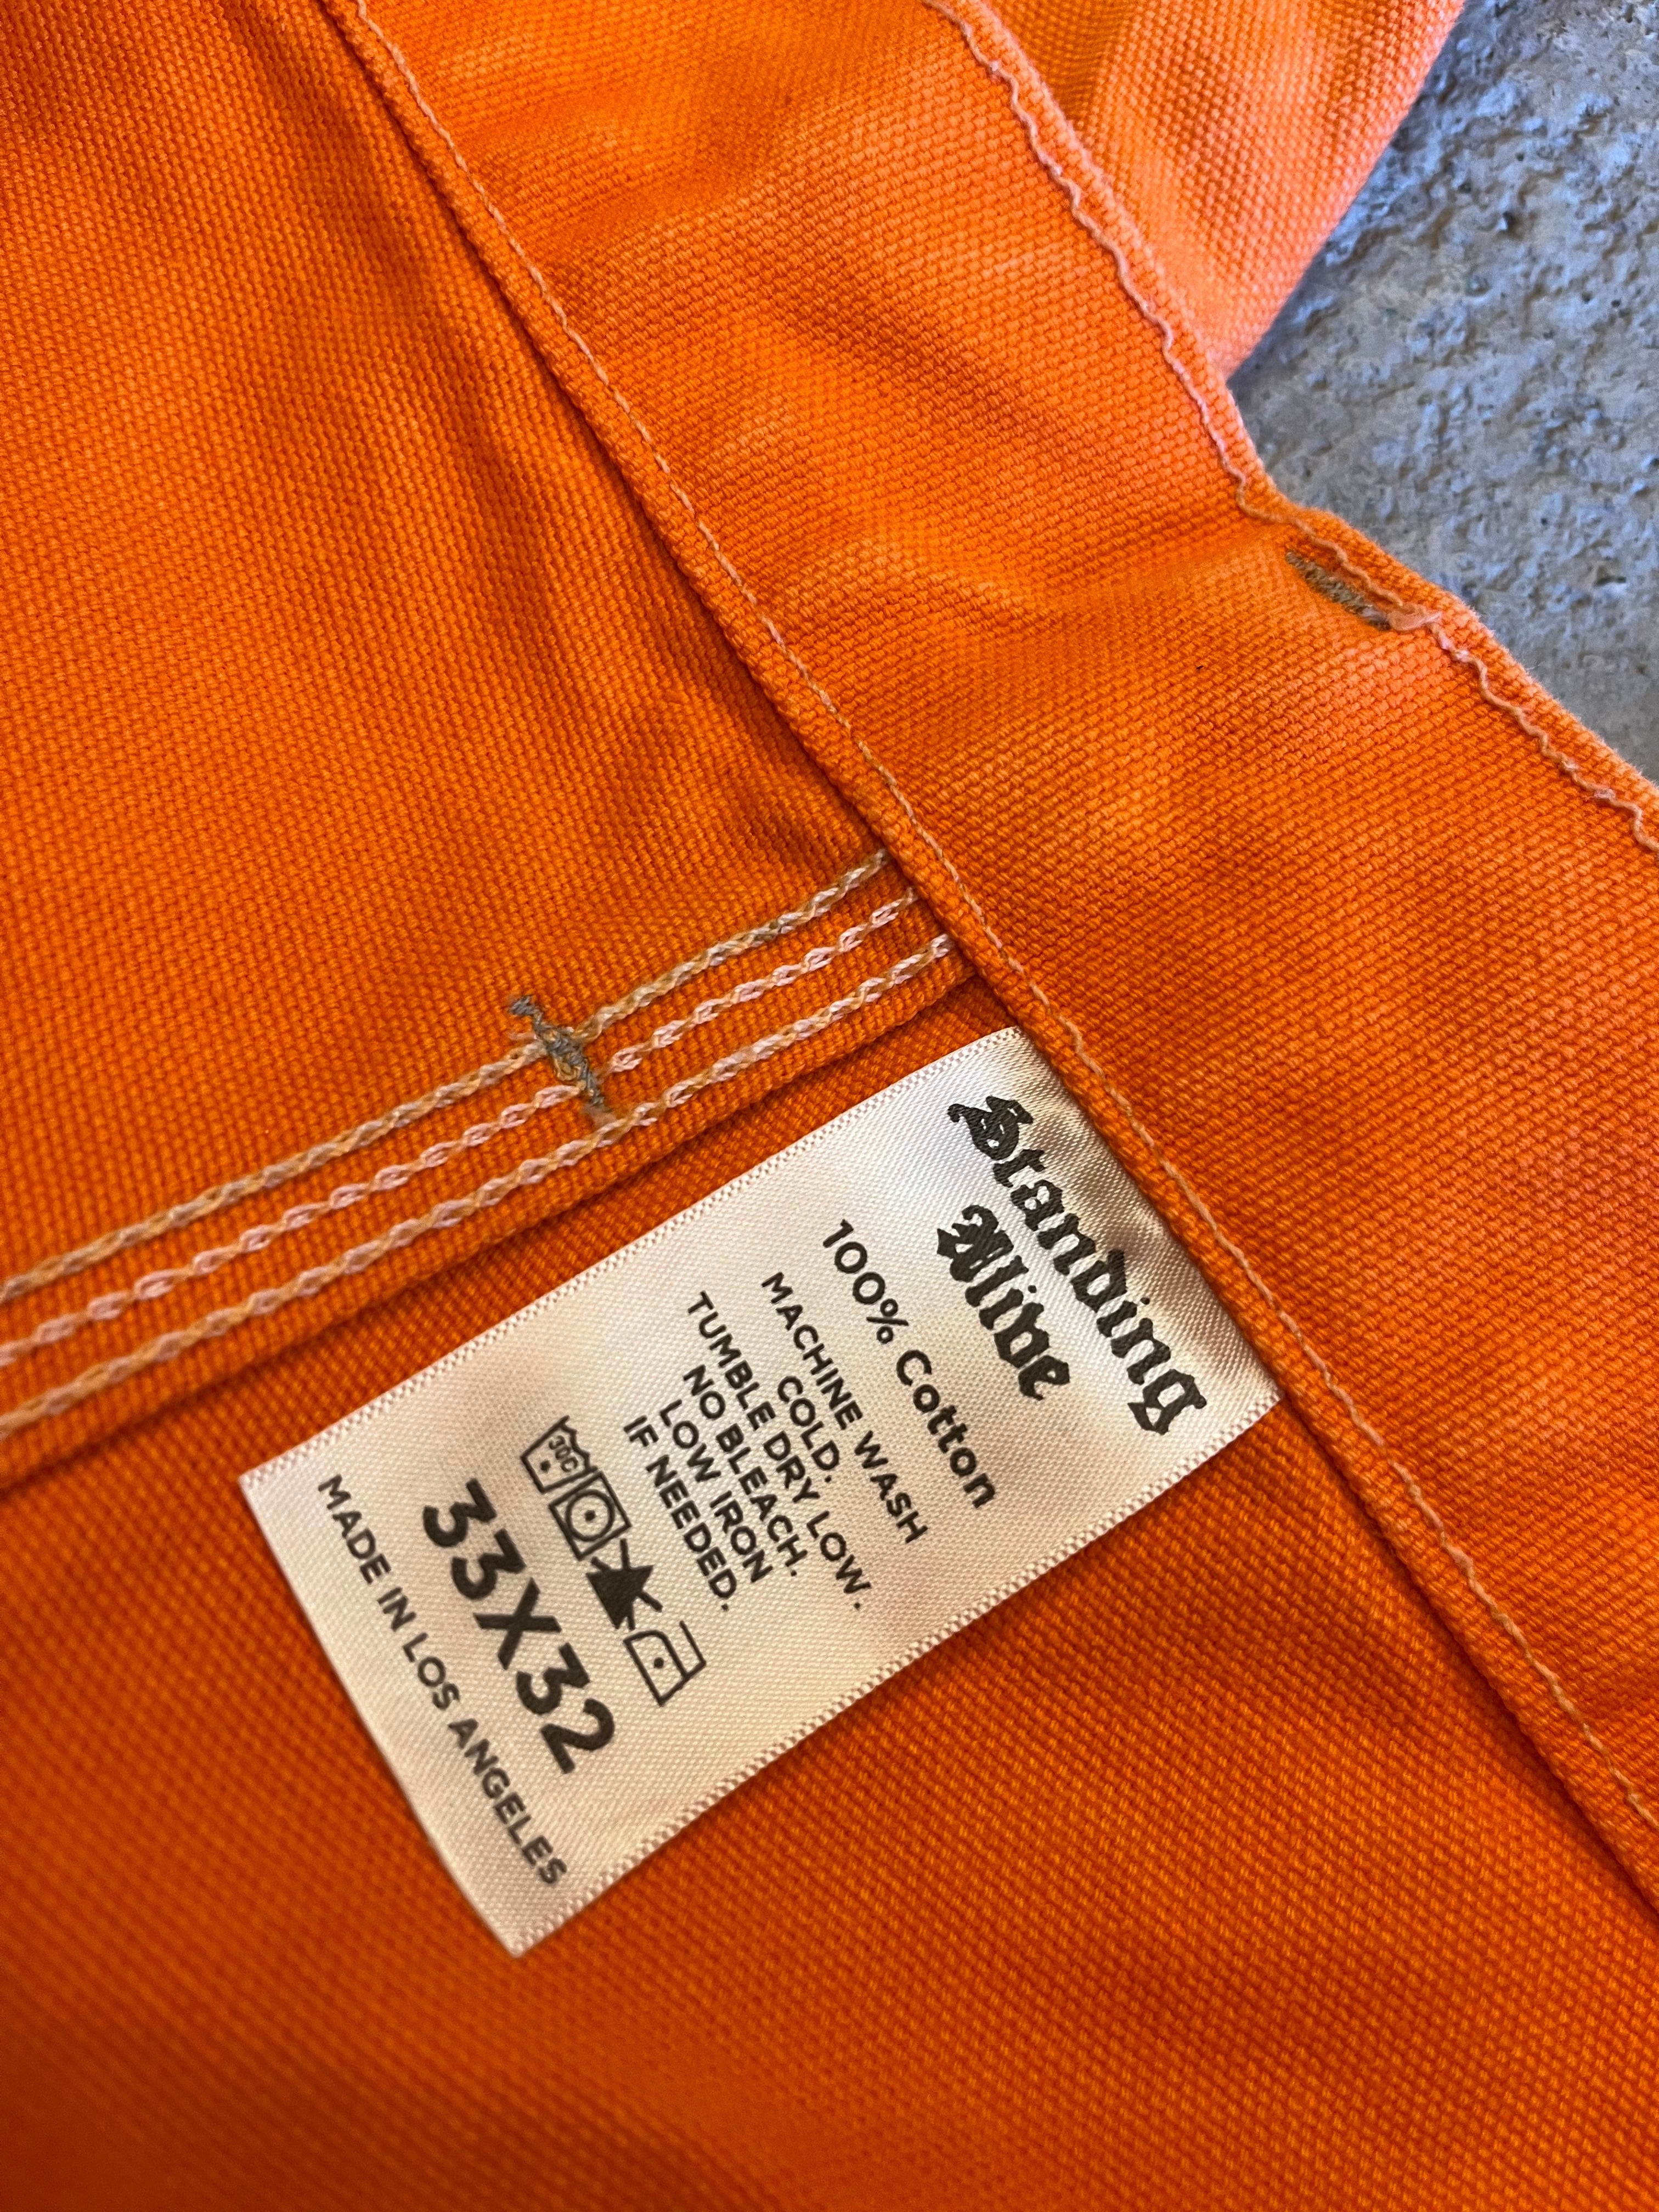 Standing
Alive
100% Cotton
MACHINE WASH
COLD.
TUMBLE DRY LOW.
NO BLEACH.
LOW IRON
IF NEEDED.
30C
33X32
MADE IN LOS ANGELES